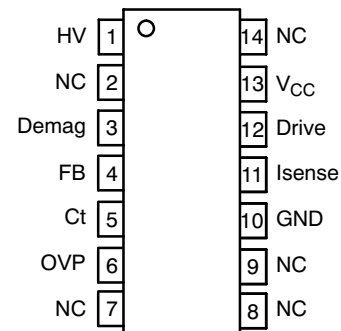 HV 1 14 NC
NC 2 13 VCC
Demag 3 12 Drive
FB 4 11 Isense
Ct 5 10 GND
OVP 6 9 NC
NC 7 8 NC